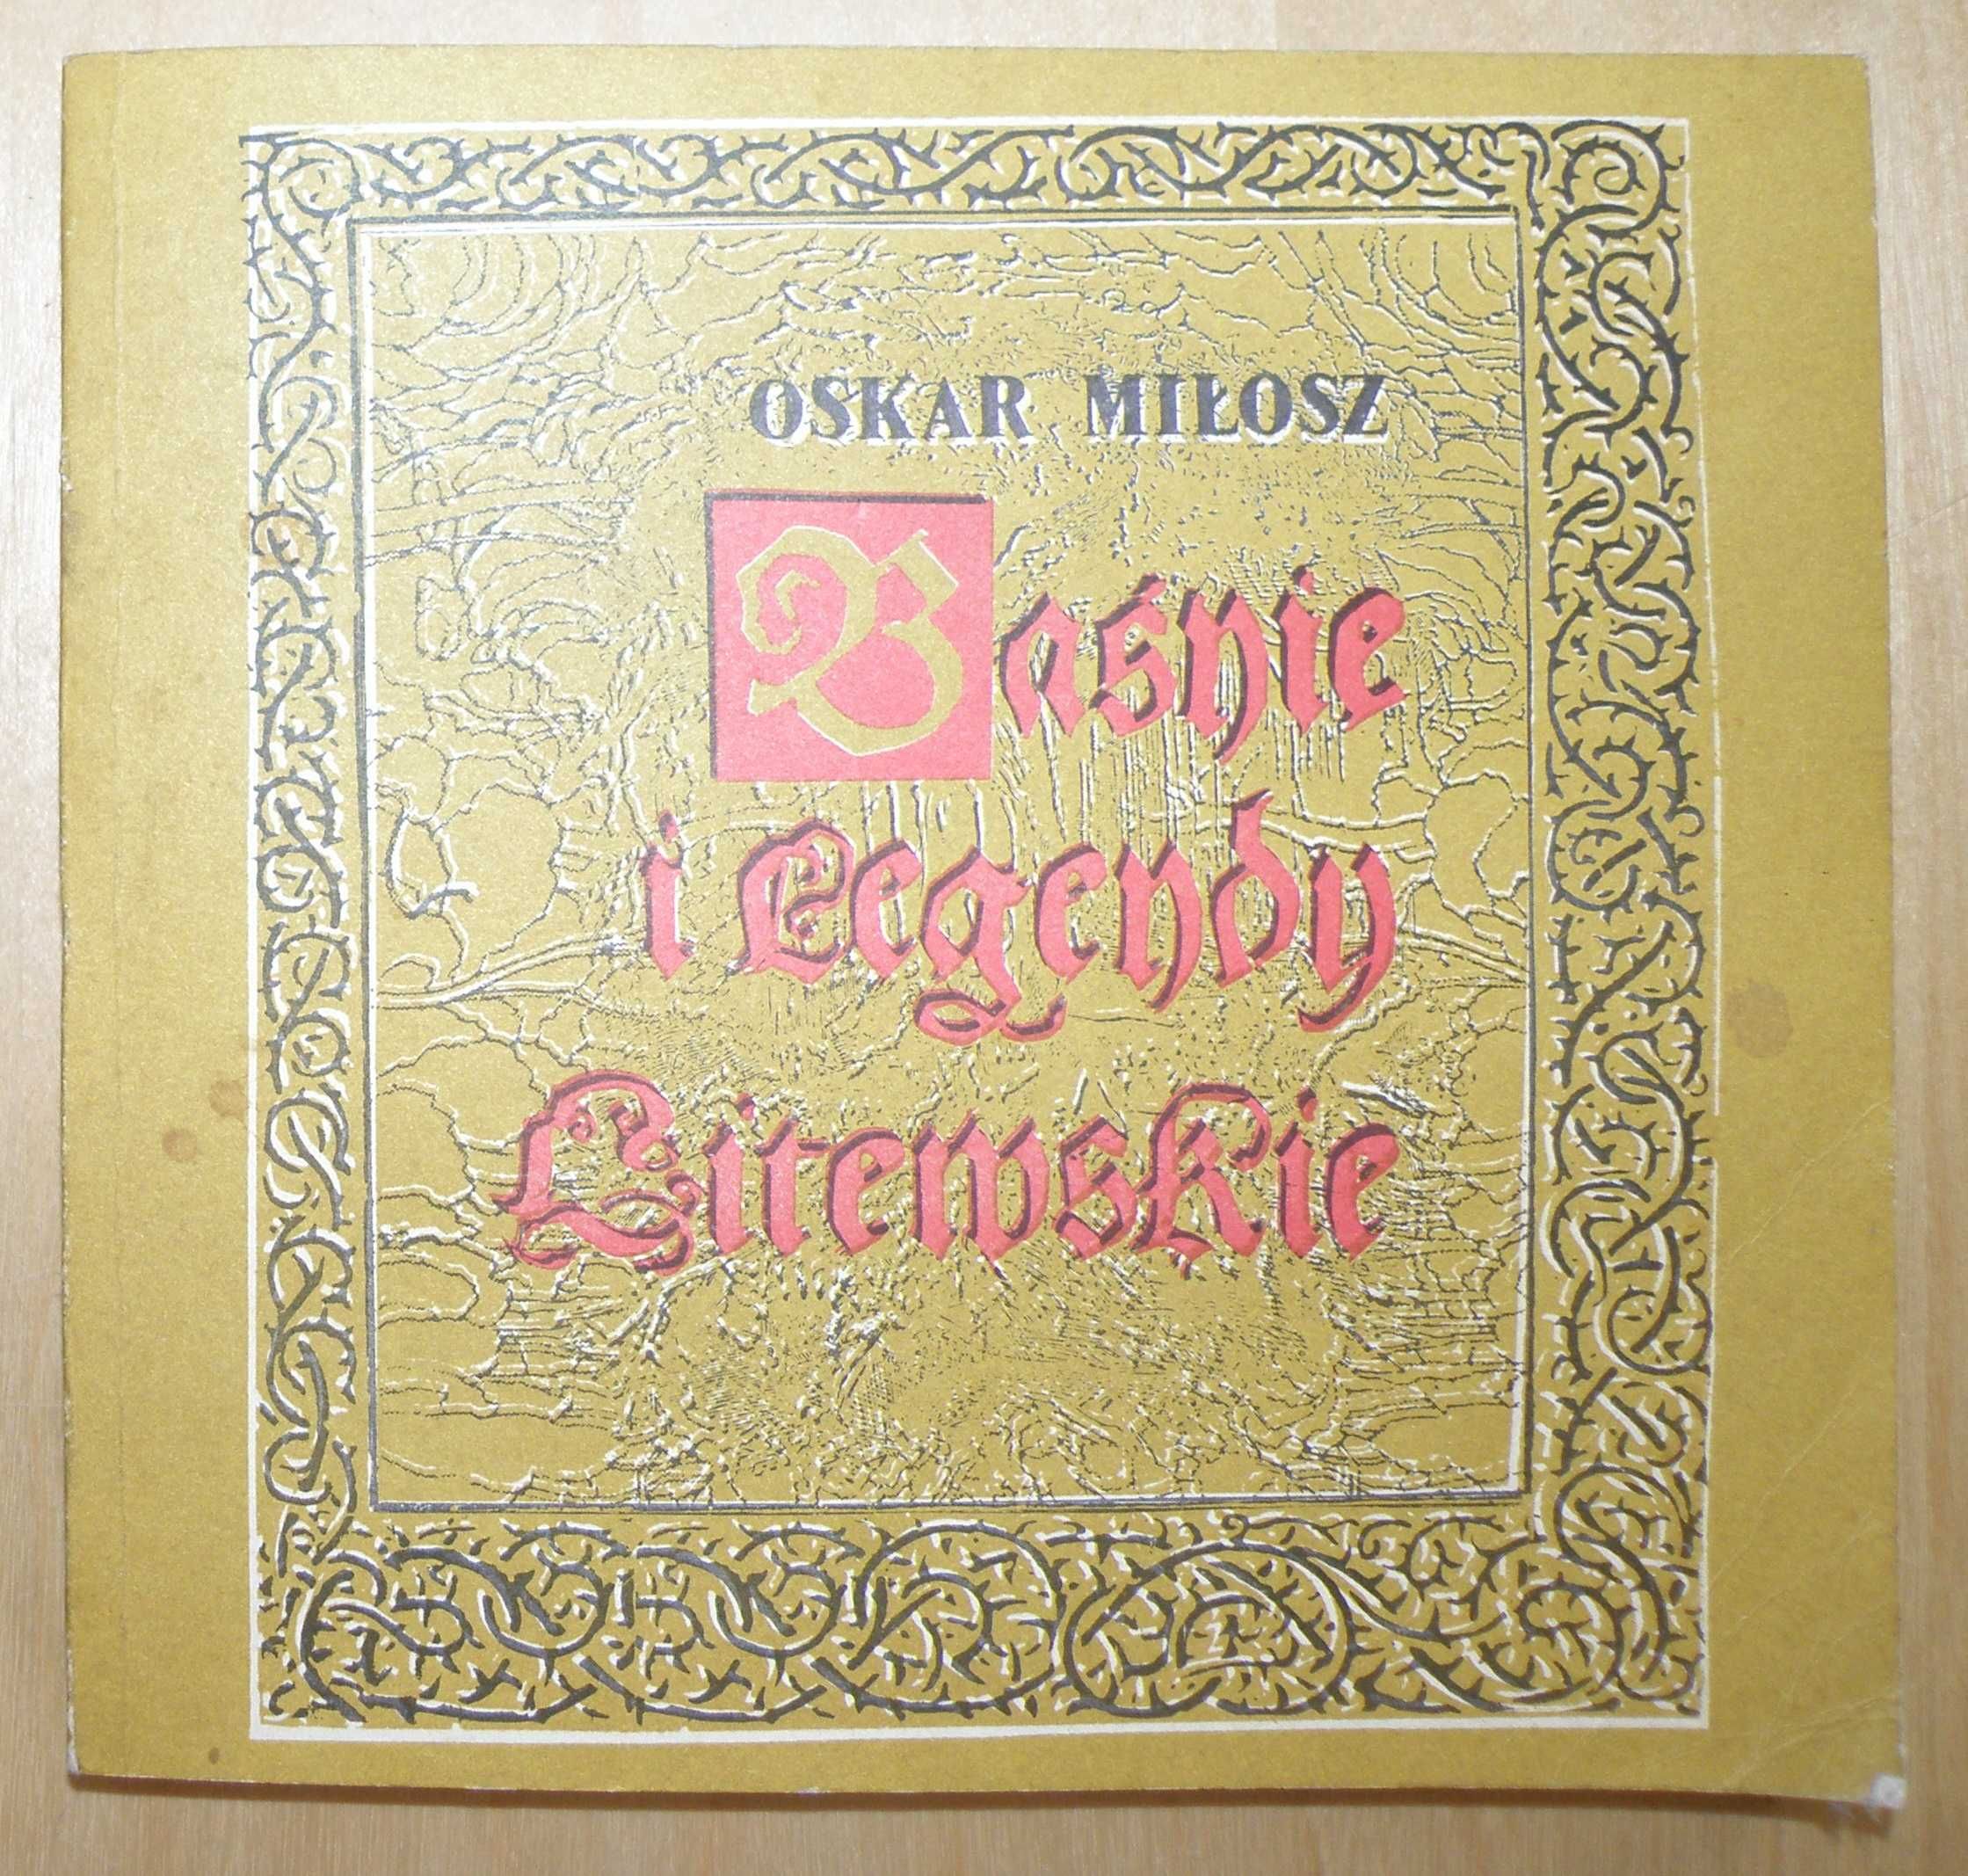 OSKAR MIŁOSZ
Baśnie
i Legendy
Litewskie